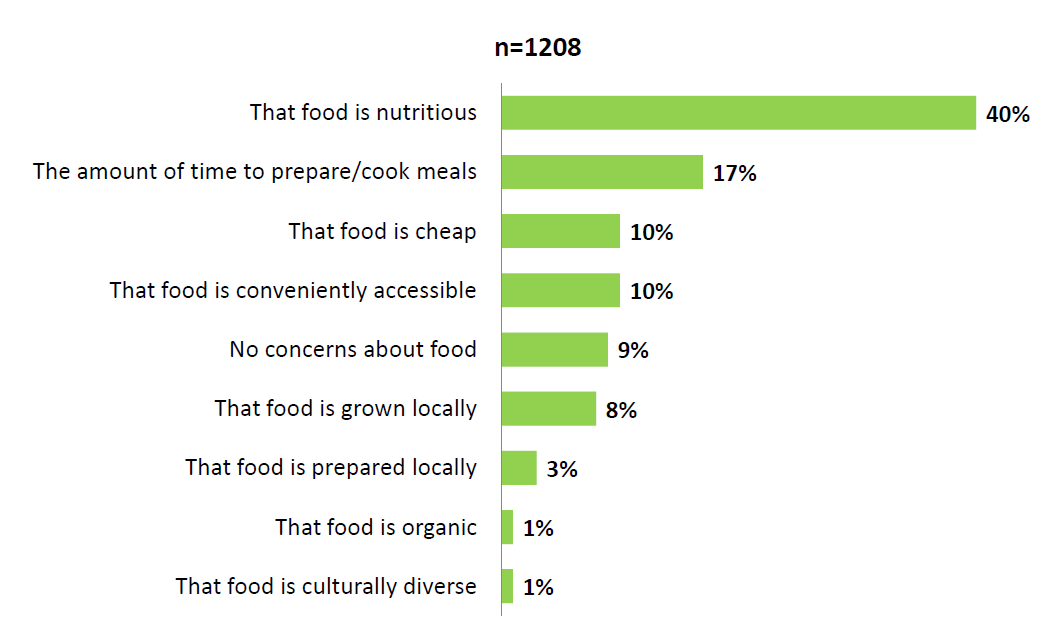 n=1208
That food is nutritious 40%
The amount of time to prepare/cook meals 17%
That food is cheap 10%
That food is conveniently accessible 10%
No concerns about food 9%
That food is grown locally 8%
That food is prepared locally 3%
That food is organic 1%
That food is culturally diverse 1%